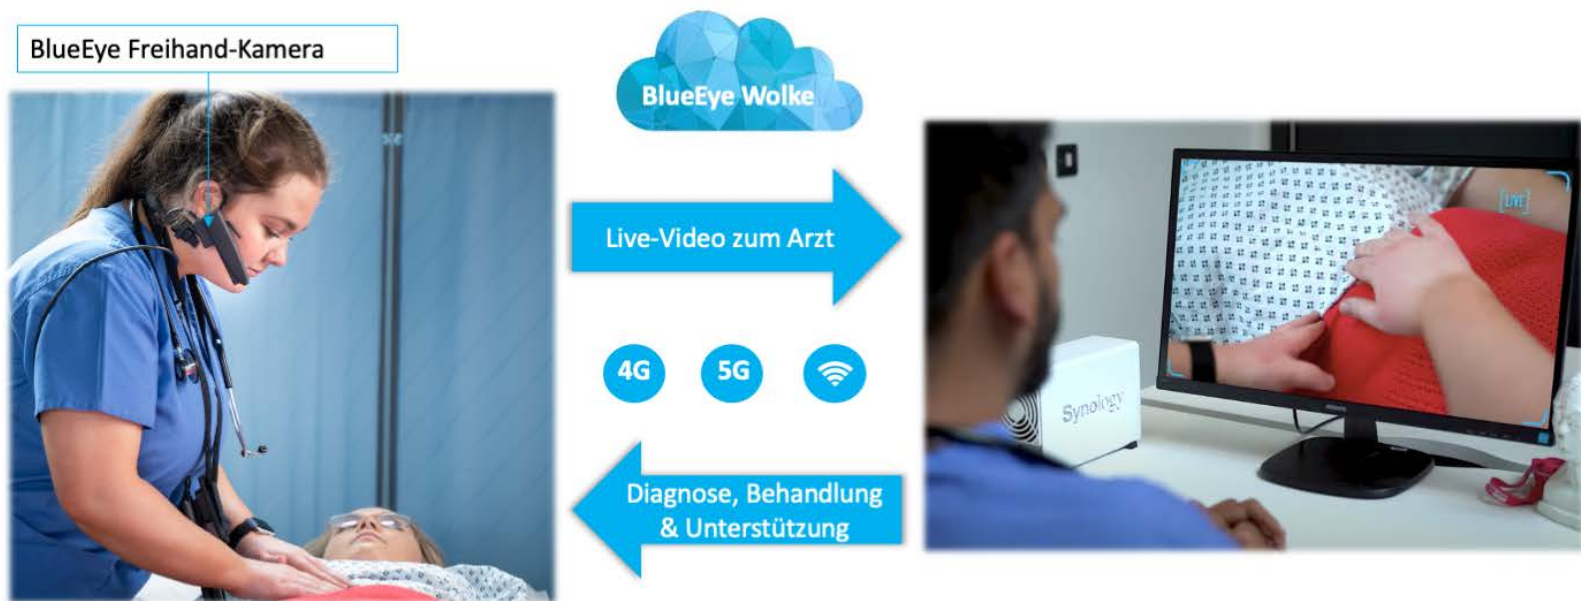 BlueEye Freihand-Kamera
BlueEye Wolke
Live-Video zum Arzt
4G
5G
Diagnose, Behandlung
& Unterstützung
Synology
[LIVE]